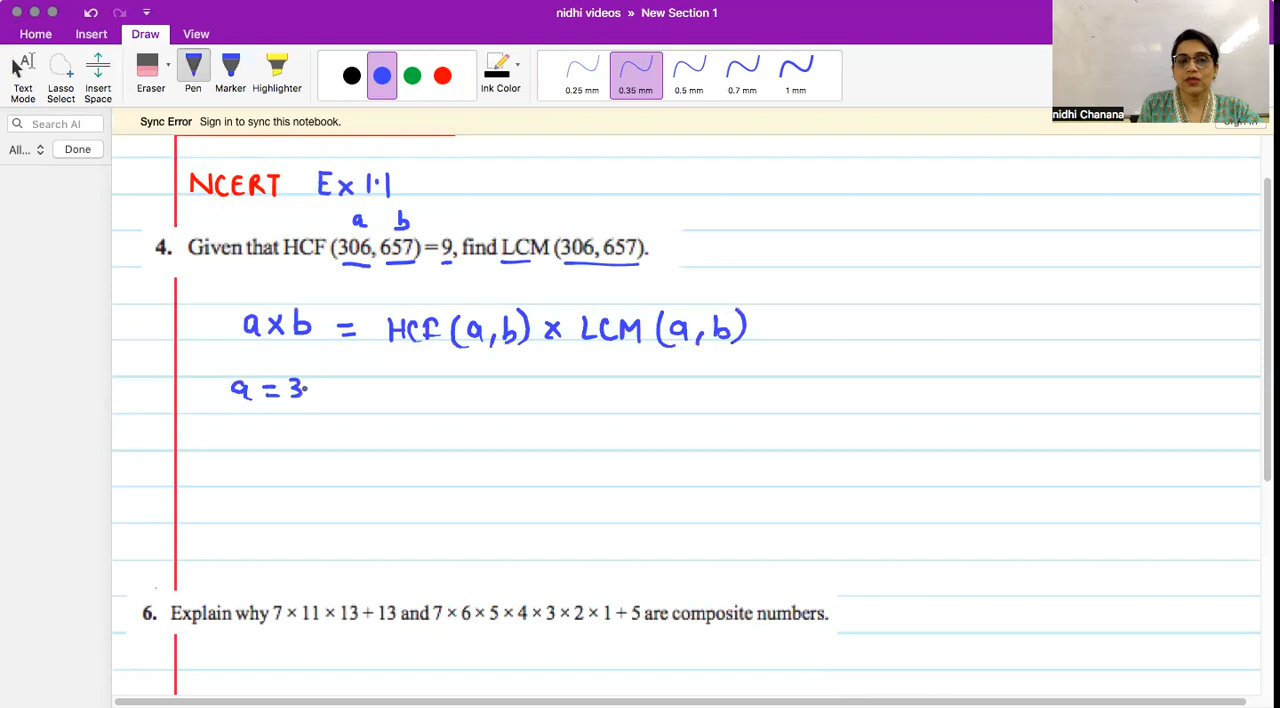 nidhi videos » New Section 1
Home Insert Draw View
Text Mode
Lasso Select
Insert Space
Eraser
Pen
Marker
Highlighter
Ink Color
0.25 mm
0.35 mm
0.5 mm
0.7 mm
1 mm
nidhi Chanana
Search Al
Sync Error Sign in to sync this notebook.
All... Done
NCERT Ex 1.1
a b
4. Given that HCF (306, 657) = 9, find LCM (306, 657).
a x b = HCF (a, b) x LCM (a, b)
a = 3
6. Explain why 7 × 11 × 13 + 13 and 7 × 6 × 5 × 4 × 3 × 2 × 1 + 5 are composite numbers.